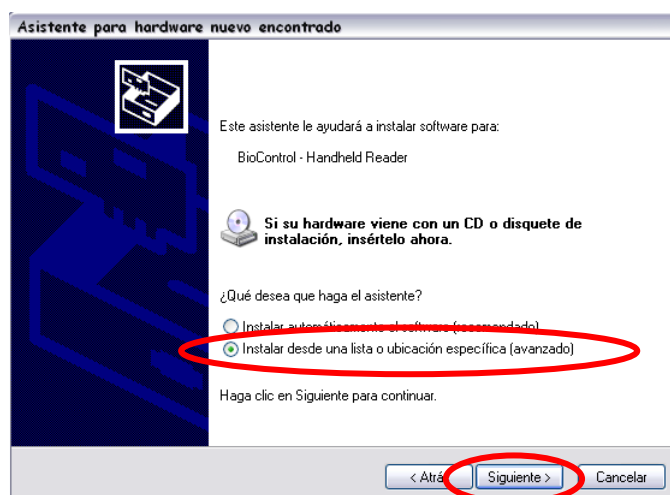 Asistente para hardware nuevo encontrado
Este asistente le ayudará a instalar software para:
BioControl - Handheld Reader
Si su hardware viene con un CD o disquete de
instalación, insértelo ahora.
¿Qué desea que haga el asistente?
Instalar automáticamente el software (recomendado)
Instalar desde una lista o ubicación específica (avanzado)
Haga clic en Siguiente para continuar.
< Atrás Siguiente > Cancelar